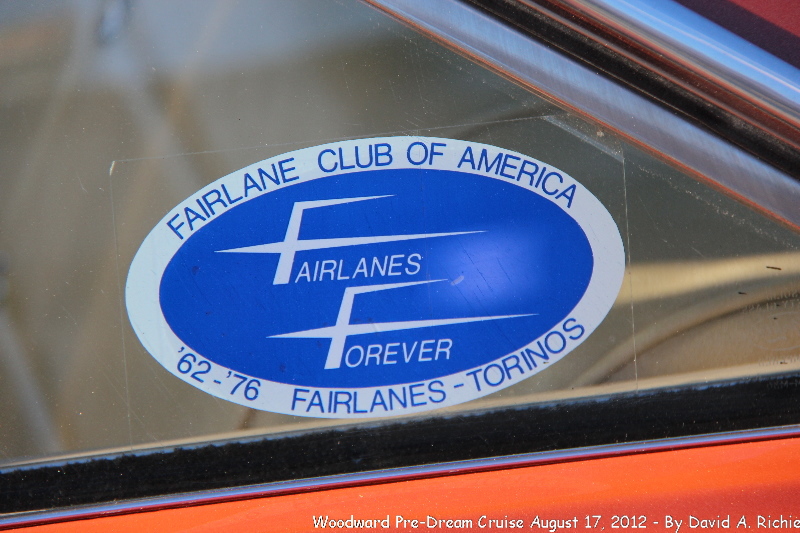 FAIRLANE CLUB OF AMERICA
FAIRLANES
FOREVER
'62-'76 FAIRLANES-TORINOS
Woodward Pre-Dream Cruise August 17, 2012 - By David A. Richie